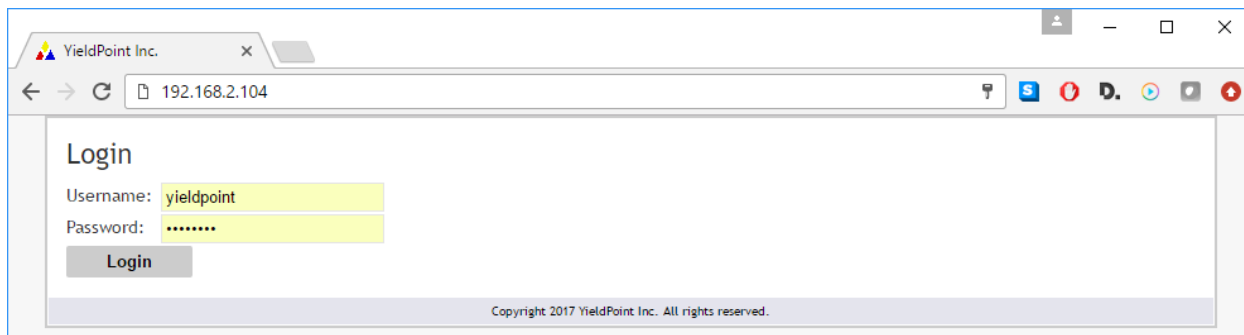 YieldPoint Inc.
192.168.2.104
S D.
Login
Username: yieldpoint
Password: ••••••••
Login
Copyright 2017 YieldPoint Inc. All rights reserved.